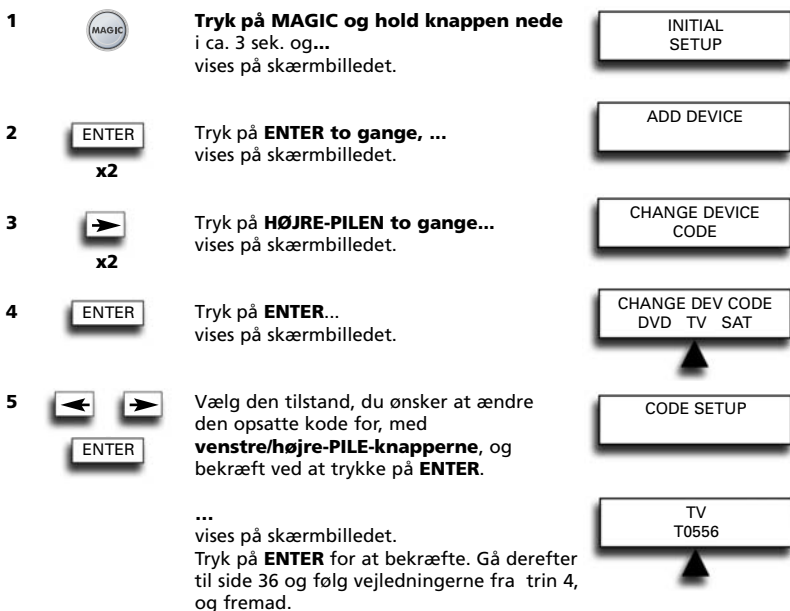 1
MAGIC
Tryk på MAGIC og hold knappen nede
i ca. 3 sek. og...
vises på skærmbilledet.
INITIAL
SETUP
2
ENTER
x2
Tryk på ENTER to gange, ...
vises på skærmbilledet.
ADD DEVICE
3
x2
Tryk på HØJRE-PILEN to gange...
vises på skærmbilledet.
CHANGE DEVICE
CODE
4
ENTER
Tryk på ENTER...
vises på skærmbilledet.
CHANGE DEV CODE
DVD TV SAT
5
ENTER
Vælg den tilstand, du ønsker at ændre
den opsatte kode for, med
venstre/højre-PILE-knapperne, og
bekræft ved at trykke på ENTER.
CODE SETUP
...
vises på skærmbilledet.
Tryk på ENTER for at bekræfte. Gå derefter
til side 36 og følg vejledningerne fra trin 4,
og fremad.
TV
T0556